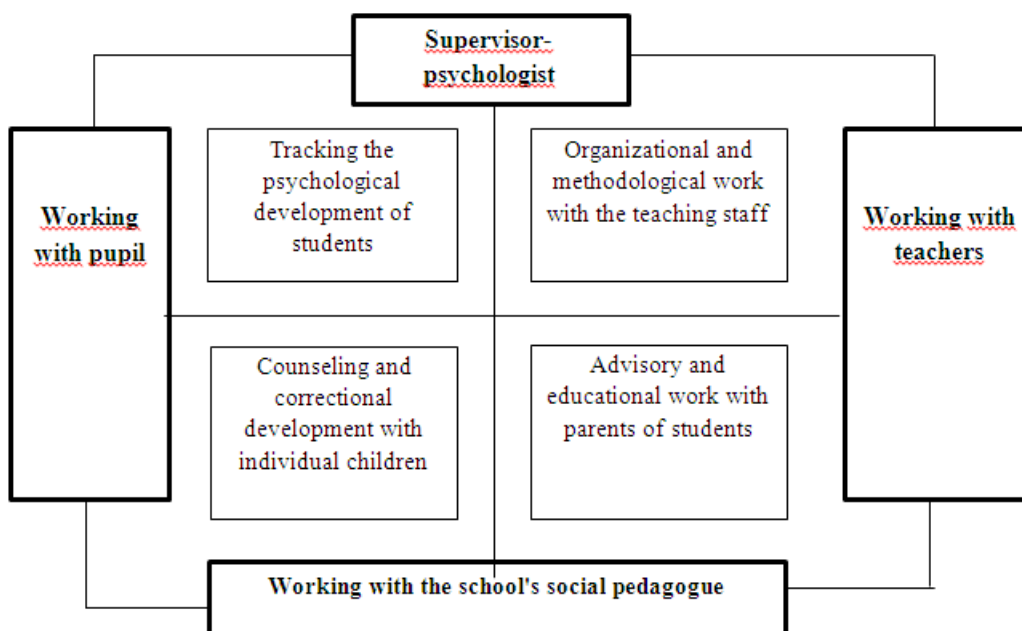 Supervisor-
psychologist
Working
with pupil
Tracking the
psychological
development of
students
Organizational and
methodological work
with the teaching staff
Working with
teachers
Counseling and
correctional
development with
individual children
Advisory and
educational work with
parents of students
Working with the school's social pedagogue